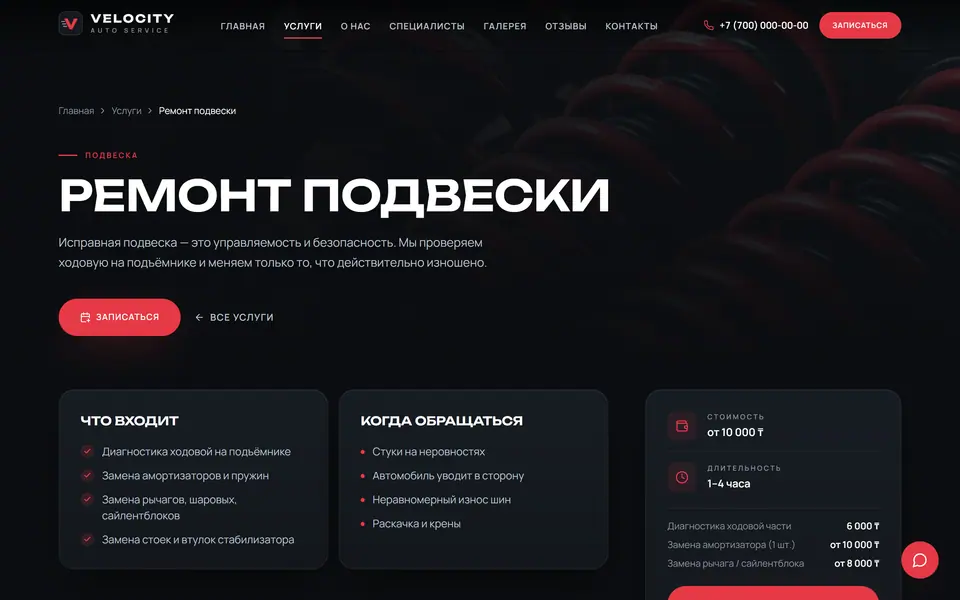 VELOCITY
AUTO SERVICE
ГЛАВНАЯ
УСЛУГИ
О НАС
СПЕЦИАЛИСТЫ
ГАЛЕРЕЯ
ОТЗЫВЫ
КОНТАКТЫ
+7 (700) 000-00-00
ЗАПИСАТЬСЯ
Главная > Услуги > Ремонт подвески
ПОДВЕСКА
РЕМОНТ ПОДВЕСКИ
Исправная подвеска — это управляемость и безопасность. Мы проверяем
ходовую на подъёмнике и меняем только то, что действительно изношено.
ЗАПИСАТЬСЯ
← ВСЕ УСЛУГИ
ЧТО ВХОДИТ
Диагностика ходовой на подъёмнике
Замена амортизаторов и пружин
Замена рычагов, шаровых,
сайлентблоков
Замена стоек и втулок стабилизатора
КОГДА ОБРАЩАТЬСЯ
Стуки на неровностях
Автомобиль уводит в сторону
Неравномерный износ шин
Раскачка и крены
СТОИМОСТЬ
от 10 000 ₸
ДЛИТЕЛЬНОСТЬ
1–4 часа
Диагностика ходовой части 6 000 ₸
Замена амортизатора (1 шт.) от 10 000 ₸
Замена рычага / сайлентблока от 8 000 ₸